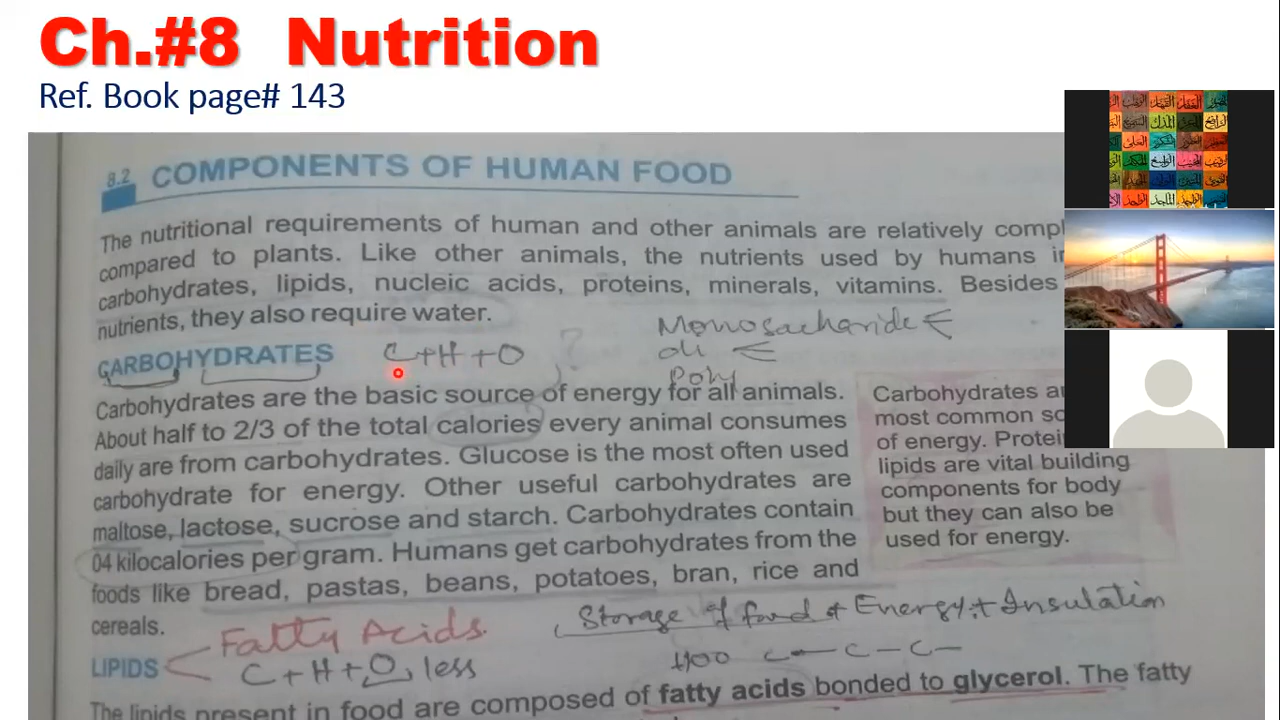 Ch.#8 Nutrition
Ref. Book page# 143
8.2 COMPONENTS OF HUMAN FOOD
The nutritional requirements of human and other animals are relatively compl
compared to plants. Like other animals, the nutrients used by humans in
carbohydrates, lipids, nucleic acids, proteins, minerals, vitamins. Besides
nutrients, they also require water.
Monosacharide
CARBOHYDRATES C+H+O ?
oli
poly
Carbohydrates are the basic source of energy for all animals.
About half to 2/3 of the total calories every animal consumes
daily are from carbohydrates. Glucose is the most often used
carbohydrate for energy. Other useful carbohydrates are
maltose, lactose, sucrose and starch. Carbohydrates contain
04 kilocalories per gram. Humans get carbohydrates from the
foods like bread, pastas, beans, potatoes, bran, rice and
cereals.
Carbohydrates a
most common so
of energy. Protei
lipids are vital building
components for body
but they can also be
used for energy.
Storage of food + Energy + Insulation
Fatty Acids.
LIPIDS C+H+O, less
C - C - C -
The lipids present in food are composed of fatty acids bonded to glycerol. The fatty